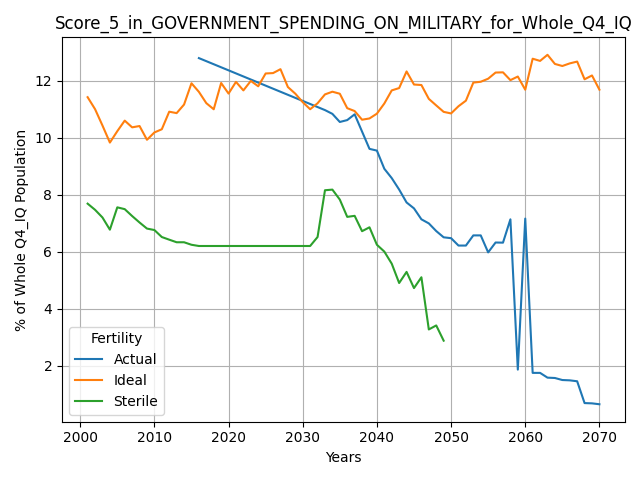 Score_5_in_GOVERNMENT_SPENDING_ON_MILITARY_for_Whole_Q4_IQ
% of Whole Q4_IQ Population
12
10
8
6
4
2
Fertility
Actual
Ideal
Sterile
2000 2010 2020 2030 2040 2050 2060 2070
Years